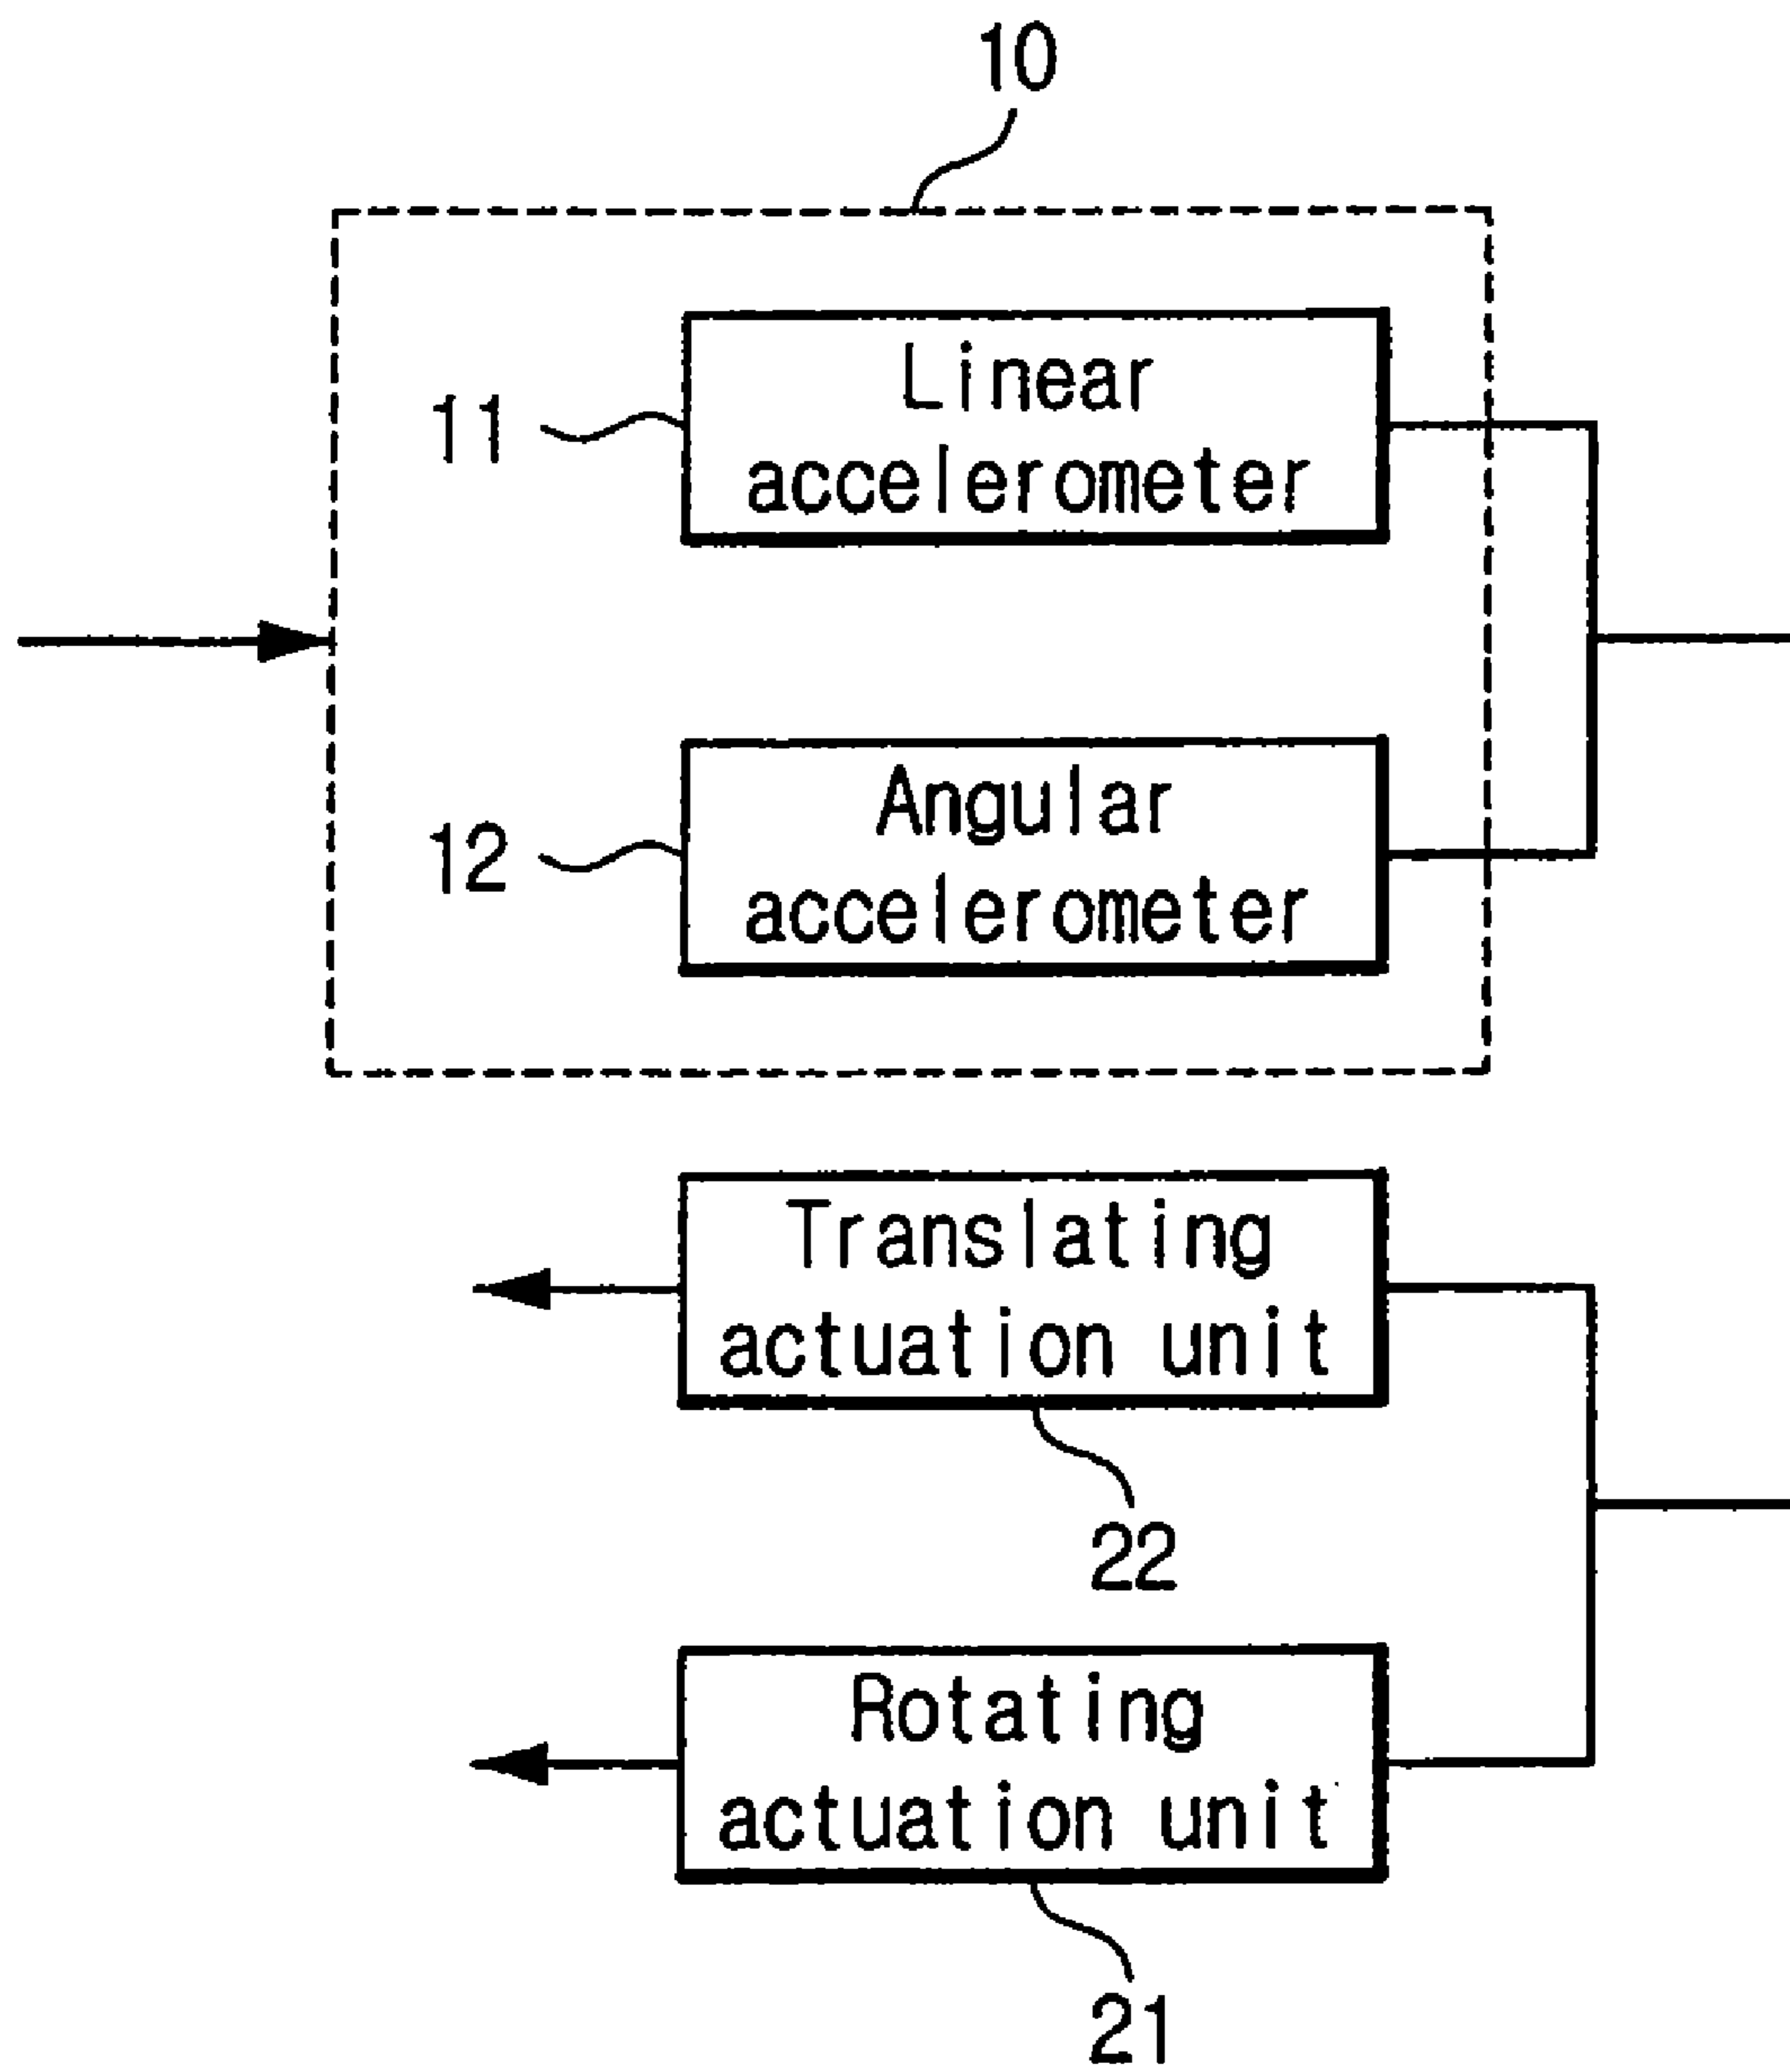 10
11
Linear
accelerometer
12
Angular
accelerometer
Translating
actuation unit
22
Rotating
actuation unit
21